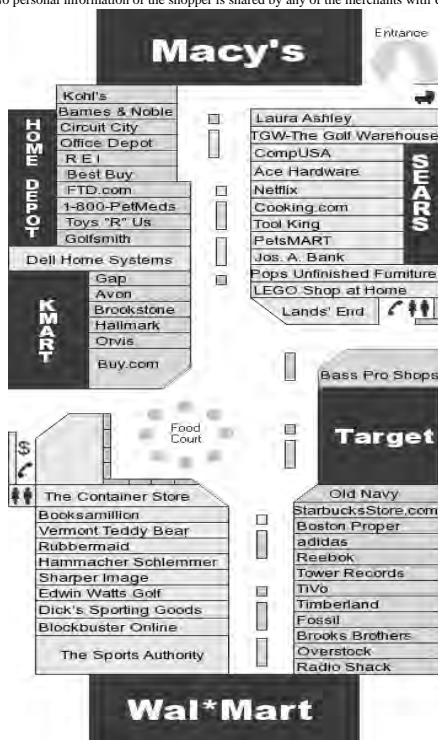 no personal information of the shopper is shared by any of the merchants with
Entrance
Macy's
Kohl's
Barnes & Noble
Circuit City
Office Depot
R E I
Best Buy
FTD.com
1-800-PetMeds
Toys "R" Us
Golfsmith
HOME DEPOT
Dell Home Systems
KMART
Gap
Avon
Brookstone
Hallmark
Orvis
Buy.com
Laura Ashley
TGW-The Golf Warehouse
CompUSA
Ace Hardware
Netflix
Cooking.com
Tool King
PetsMART
Jos. A. Bank
Pops Unfinished Furniture
LEGO Shop at Home
Lands' End
SEARS
Bass Pro Shops
Target
Food
Court
$
The Container Store
Booksamillion
Vermont Teddy Bear
Rubbermaid
Hammacher Schlemmer
Sharper Image
Edwin Watts Golf
Dick's Sporting Goods
Blockbuster Online
The Sports Authority
Old Navy
StarbucksStore.com
Boston Proper
adidas
Reebok
Tower Records
TiVo
Timberland
Fossil
Brooks Brothers
Overstock
Radio Shack
Wal*Mart